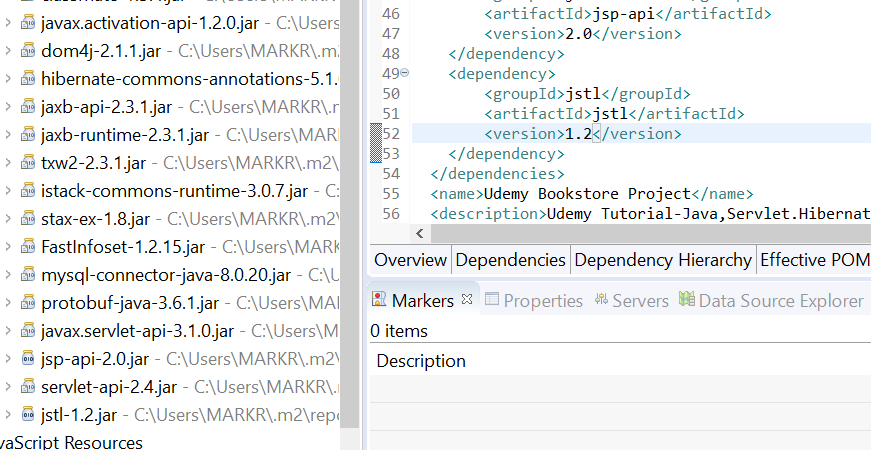 javax.activation-api-1.2.0.jar - C:\Users\MARKR\
dom4j-2.1.1.jar - C:\Users\MARKR\.m2
hibernate-commons-annotations-5.1.
jaxb-api-2.3.1.jar - C:\Users\MARKR\.m
jaxb-runtime-2.3.1.jar - C:\Users\MARKR
txw2-2.3.1.jar - C:\Users\MARKR\.m2\
istack-commons-runtime-3.0.7.jar - C:\
stax-ex-1.8.jar - C:\Users\MARKR\.m2
FastInfoset-1.2.15.jar - C:\Users\MARK
mysql-connector-java-8.0.20.jar - C:\U
protobuf-java-3.6.1.jar - C:\Users\MAR
javax.servlet-api-3.1.0.jar - C:\Users\M
jsp-api-2.0.jar - C:\Users\MARKR\.m2\
servlet-api-2.4.jar - C:\Users\MARKR\.
jstl-1.2.jar - C:\Users\MARKR\.m2\repo
vaScript Resources
46 <artifactId>jsp-api</artifactId>
47 <version>2.0</version>
48 </dependency>
49 <dependency>
50 <groupId>jstl</groupId>
51 <artifactId>jstl</artifactId>
52 <version>1.2</version>
53 </dependency>
54 </dependencies>
55 <name>Udemy Bookstore Project</name>
56 <description>Udemy Tutorial-Java,Servlet.Hibernat
Overview Dependencies Dependency Hierarchy Effective POM
Markers Properties Servers Data Source Explorer
0 items
Description